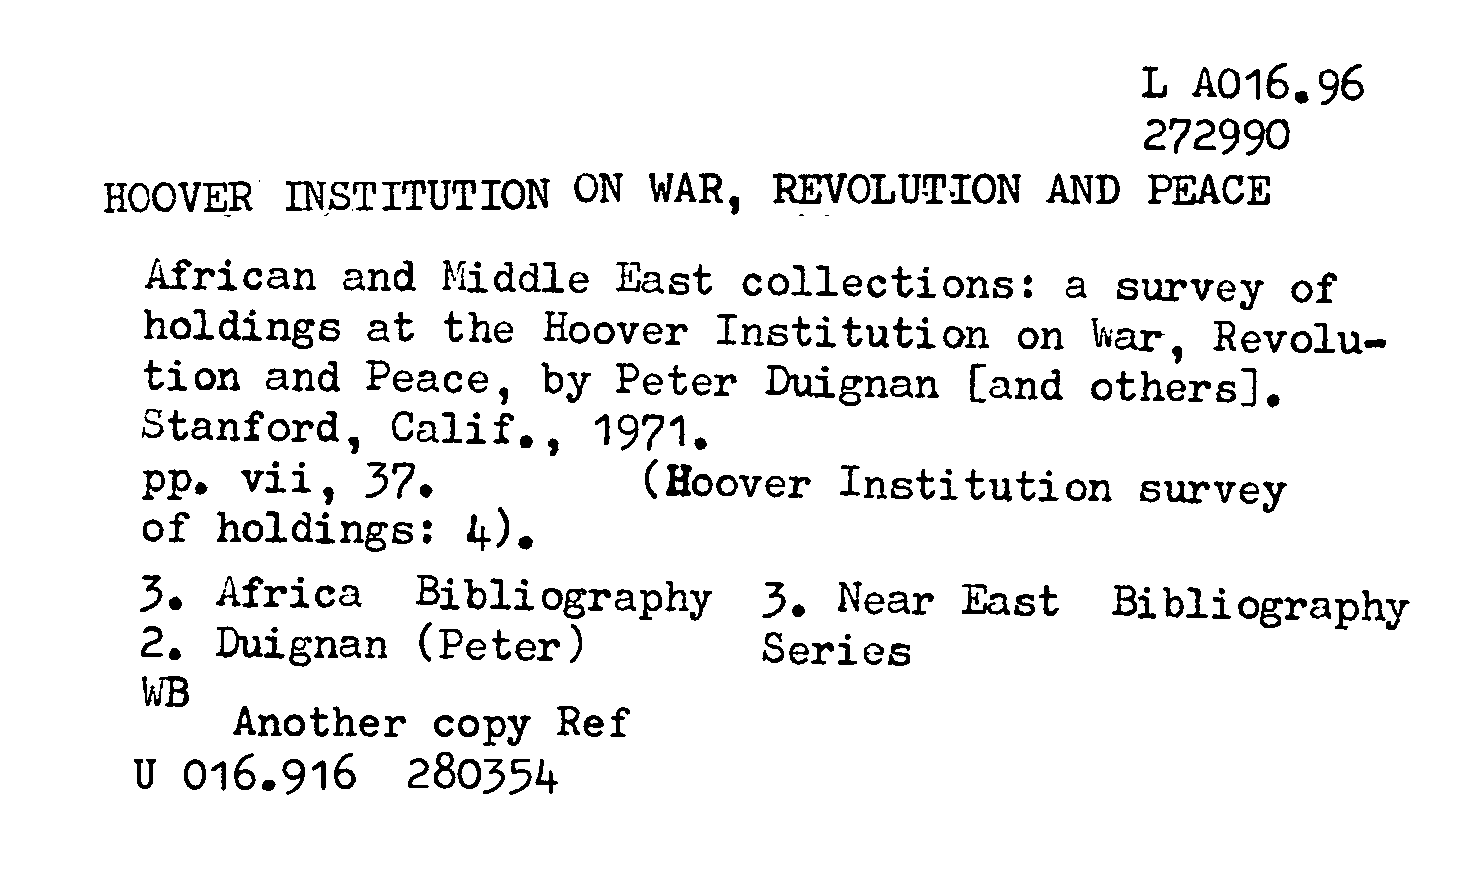 L A016.96
272990
HOOVER INSTITUTION ON WAR, REVOLUTION AND PEACE
African and Middle East collections: a survey of
holdings at the Hoover Institution on War, Revolu-
tion and Peace, by Peter Duignan [and others].
Stanford, Calif., 1971.
pp. vii, 37. (Hoover Institution survey
of holdings: 4).
3. Africa Bibliography 3. Near East Bibliography
2. Duignan (Peter) Series
WB
Another copy Ref
U 016.916 280354